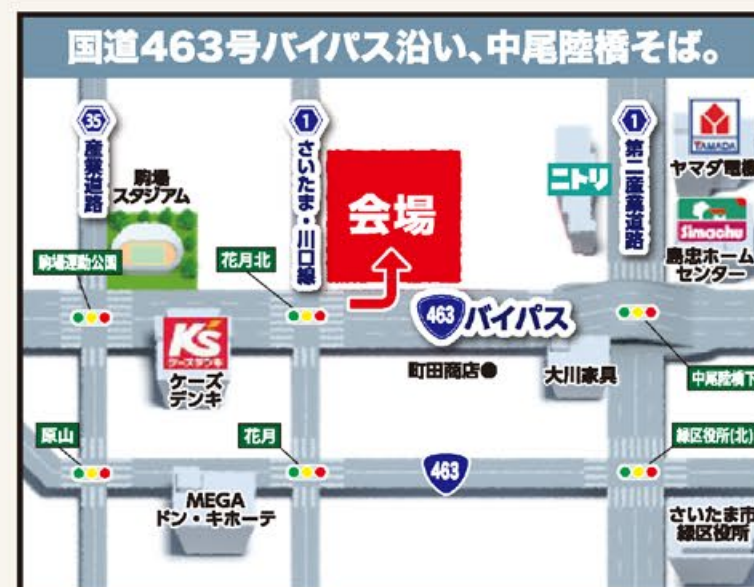 国道463号バイパス沿い、中尾陸橋そば。
35
産業道路
駒場
スタジアム
駒場運動公園
花月北
1
さいたま・川口線
会場
ニトリ
1
第二産業道路
YAMADA
ヤマダ電機
Simachu
島忠ホーム
センター
463 バイパス
K's
ケーズデンキ
ケーズ
デンキ
町田商店●
大川家具
中尾陸橋下
原山
花月
463
緑区役所(北)
MEGA
ドン・キホーテ
さいたま市
緑区役所